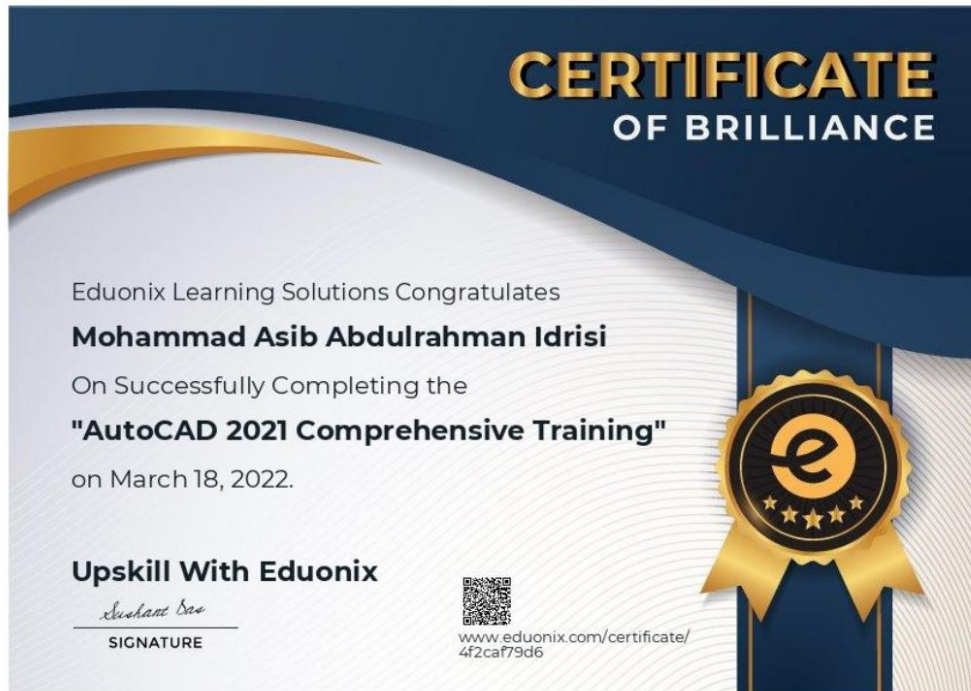 CERTIFICATE
OF BRILLIANCE
Eduonix Learning Solutions Congratulates
Mohammad Asib Abdulrahman Idrisi
On Successfully Completing the
"AutoCAD 2021 Comprehensive Training"
on March 18, 2022.
Upskill With Eduonix
Sushant Das
SIGNATURE
www.eduonix.com/certificate/
4f2caf79d6
e